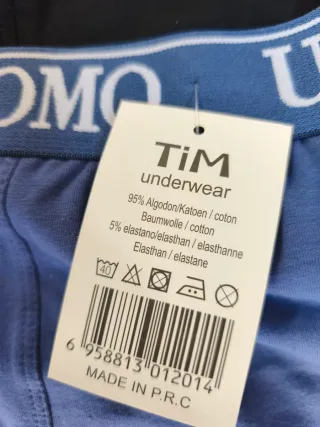 OMO U
TiM
underwear
95% Algodon/Katoen / coton
Baumwolle / cotton
5% elastano/elasthan / elasthanne
Elasthan / elastane
40
6 958813 012014
MADE IN P.R.C